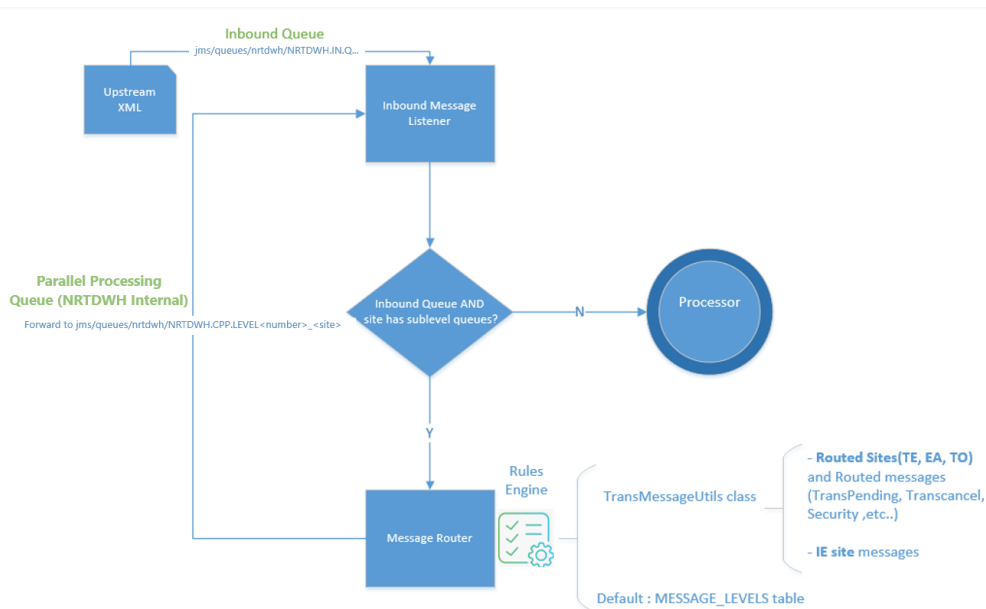 Inbound Queue
jms/queues/nrtdwh/NRTDWH.IN.Q...
Upstream
XML
Inbound Message
Listener
Parallel Processing
Queue (NRTDWH Internal)
Forward to jms/queues/nrtdwh/NRTDWH.CPP.LEVEL<number>_<site>
Inbound Queue AND
site has sublevel queues?
N
Processor
Y
Message Router
Rules
Engine
TransMessageUtils class
- Routed Sites(TE, EA, TO)
and Routed messages
(TransPending, Transcancel,
Security ,etc..)
- IE site messages
Default : MESSAGE_LEVELS table